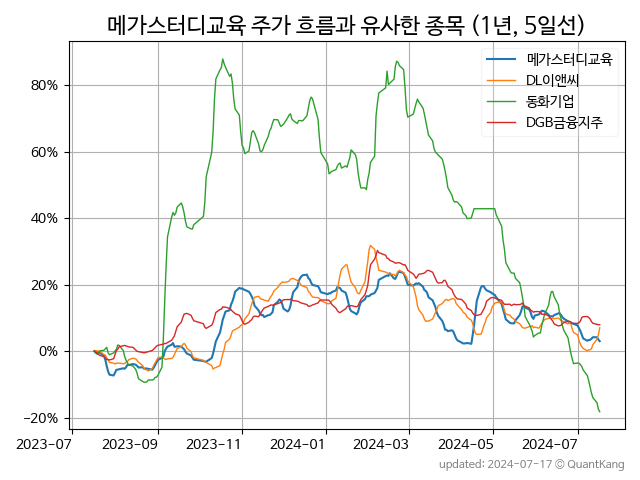 메가스터디교육 주가 흐름과 유사한 종목 (1년, 5일선)
메가스터디교육
DL이앤씨
동화기업
DGB금융지주
80%
60%
40%
20%
0%
−20%
2023-07 2023-09 2023-11 2024-01 2024-03 2024-05 2024-07
updated: 2024-07-17 © QuantKang